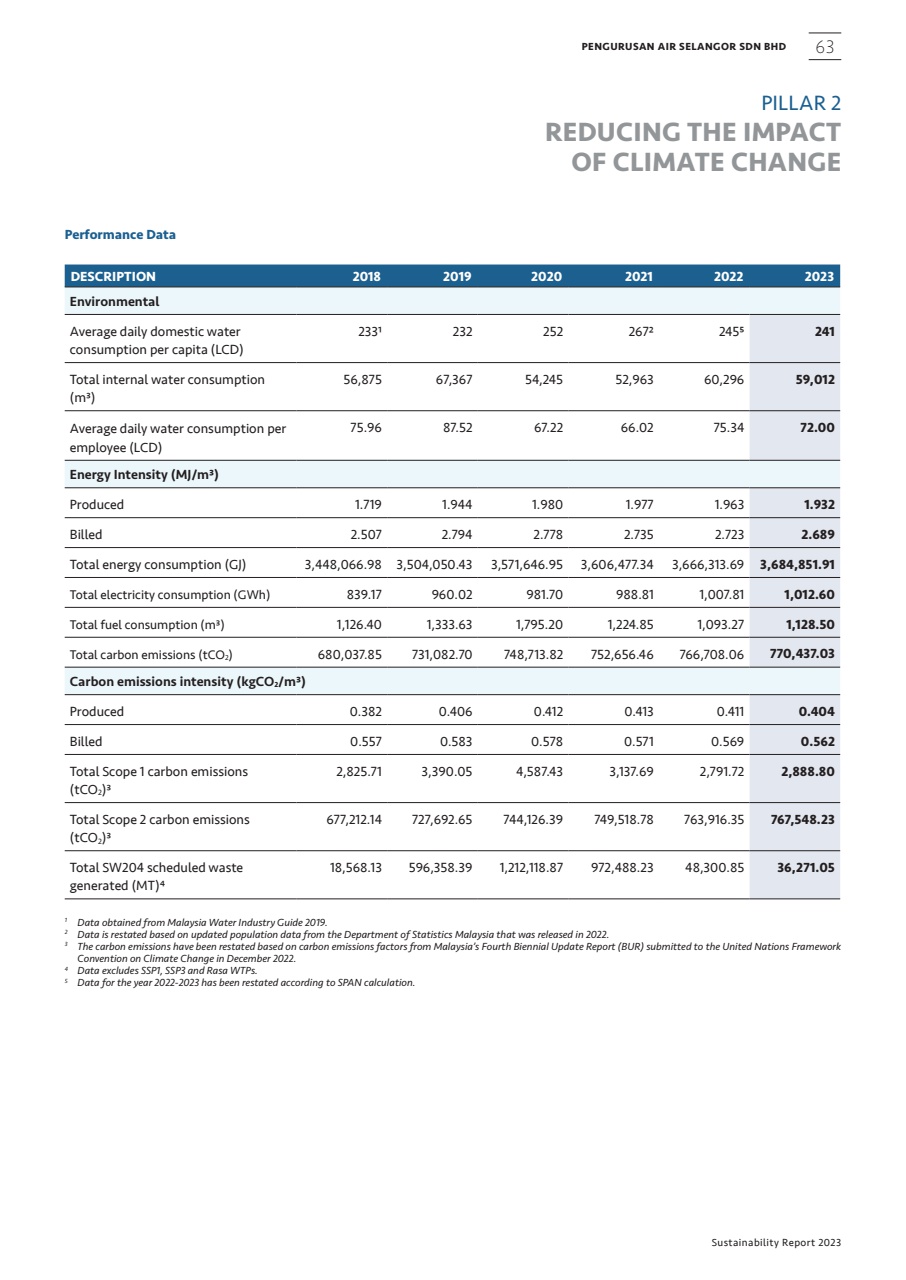 PENGURUSAN AIR SELANGOR SDN BHD 63
PILLAR 2
REDUCING THE IMPACT
OF CLIMATE CHANGE
Performance Data
DESCRIPTION 2018 2019 2020 2021 2022 2023
Environmental
Average daily domestic water 233¹ 232 252 267² 245⁵ 241
consumption per capita (LCD)
Total internal water consumption 56,875 67,367 54,245 52,963 60,296 59,012
(m³)
Average daily water consumption per 75.96 87.52 67.22 66.02 75.34 72.00
employee (LCD)
Energy Intensity (MJ/m³)
Produced 1.719 1.944 1.980 1.977 1.963 1.932
Billed 2.507 2.794 2.778 2.735 2.723 2.689
Total energy consumption (GJ) 3,448,066.98 3,504,050.43 3,571,646.95 3,606,477.34 3,666,313.69 3,684,851.91
Total electricity consumption (GWh) 839.17 960.02 981.70 988.81 1,007.81 1,012.60
Total fuel consumption (m³) 1,126.40 1,333.63 1,795.20 1,224.85 1,093.27 1,128.50
Total carbon emissions (tCO₂) 680,037.85 731,082.70 748,713.82 752,656.46 766,708.06 770,437.03
Carbon emissions intensity (kgCO₂/m³)
Produced 0.382 0.406 0.412 0.413 0.411 0.404
Billed 0.557 0.583 0.578 0.571 0.569 0.562
Total Scope 1 carbon emissions 2,825.71 3,390.05 4,587.43 3,137.69 2,791.72 2,888.80
(tCO₂)³
Total Scope 2 carbon emissions 677,212.14 727,692.65 744,126.39 749,518.78 763,916.35 767,548.23
(tCO₂)³
Total SW204 scheduled waste 18,568.13 596,358.39 1,212,118.87 972,488.23 48,300.85 36,271.05
generated (MT)⁴
¹ Data obtained from Malaysia Water Industry Guide 2019.
² Data is restated based on updated population data from the Department of Statistics Malaysia that was released in 2022.
³ The carbon emissions have been restated based on carbon emissions factors from Malaysia's Fourth Biennial Update Report (BUR) submitted to the United Nations Framework
Convention on Climate Change in December 2022.
⁴ Data excludes SSP1, SSP3 and Rasa WTPs.
⁵ Data for the year 2022-2023 has been restated according to SPAN calculation.
Sustainability Report 2023